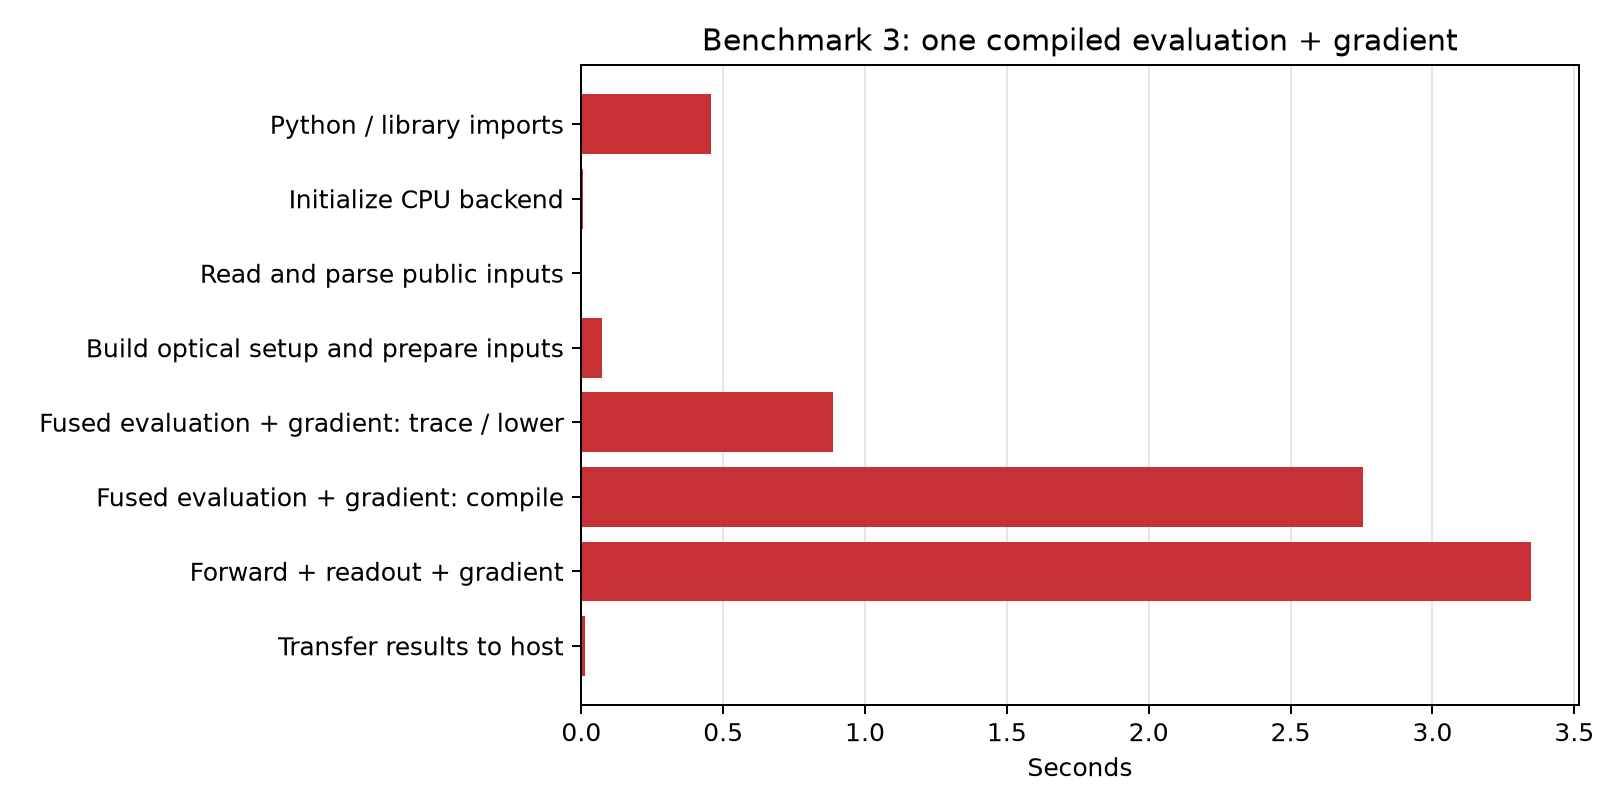 Benchmark 3: one compiled evaluation + gradient
Python / library imports
Initialize CPU backend
Read and parse public inputs
Build optical setup and prepare inputs
Fused evaluation + gradient: trace / lower
Fused evaluation + gradient: compile
Forward + readout + gradient
Transfer results to host
0.0 0.5 1.0 1.5 2.0 2.5 3.0 3.5
Seconds